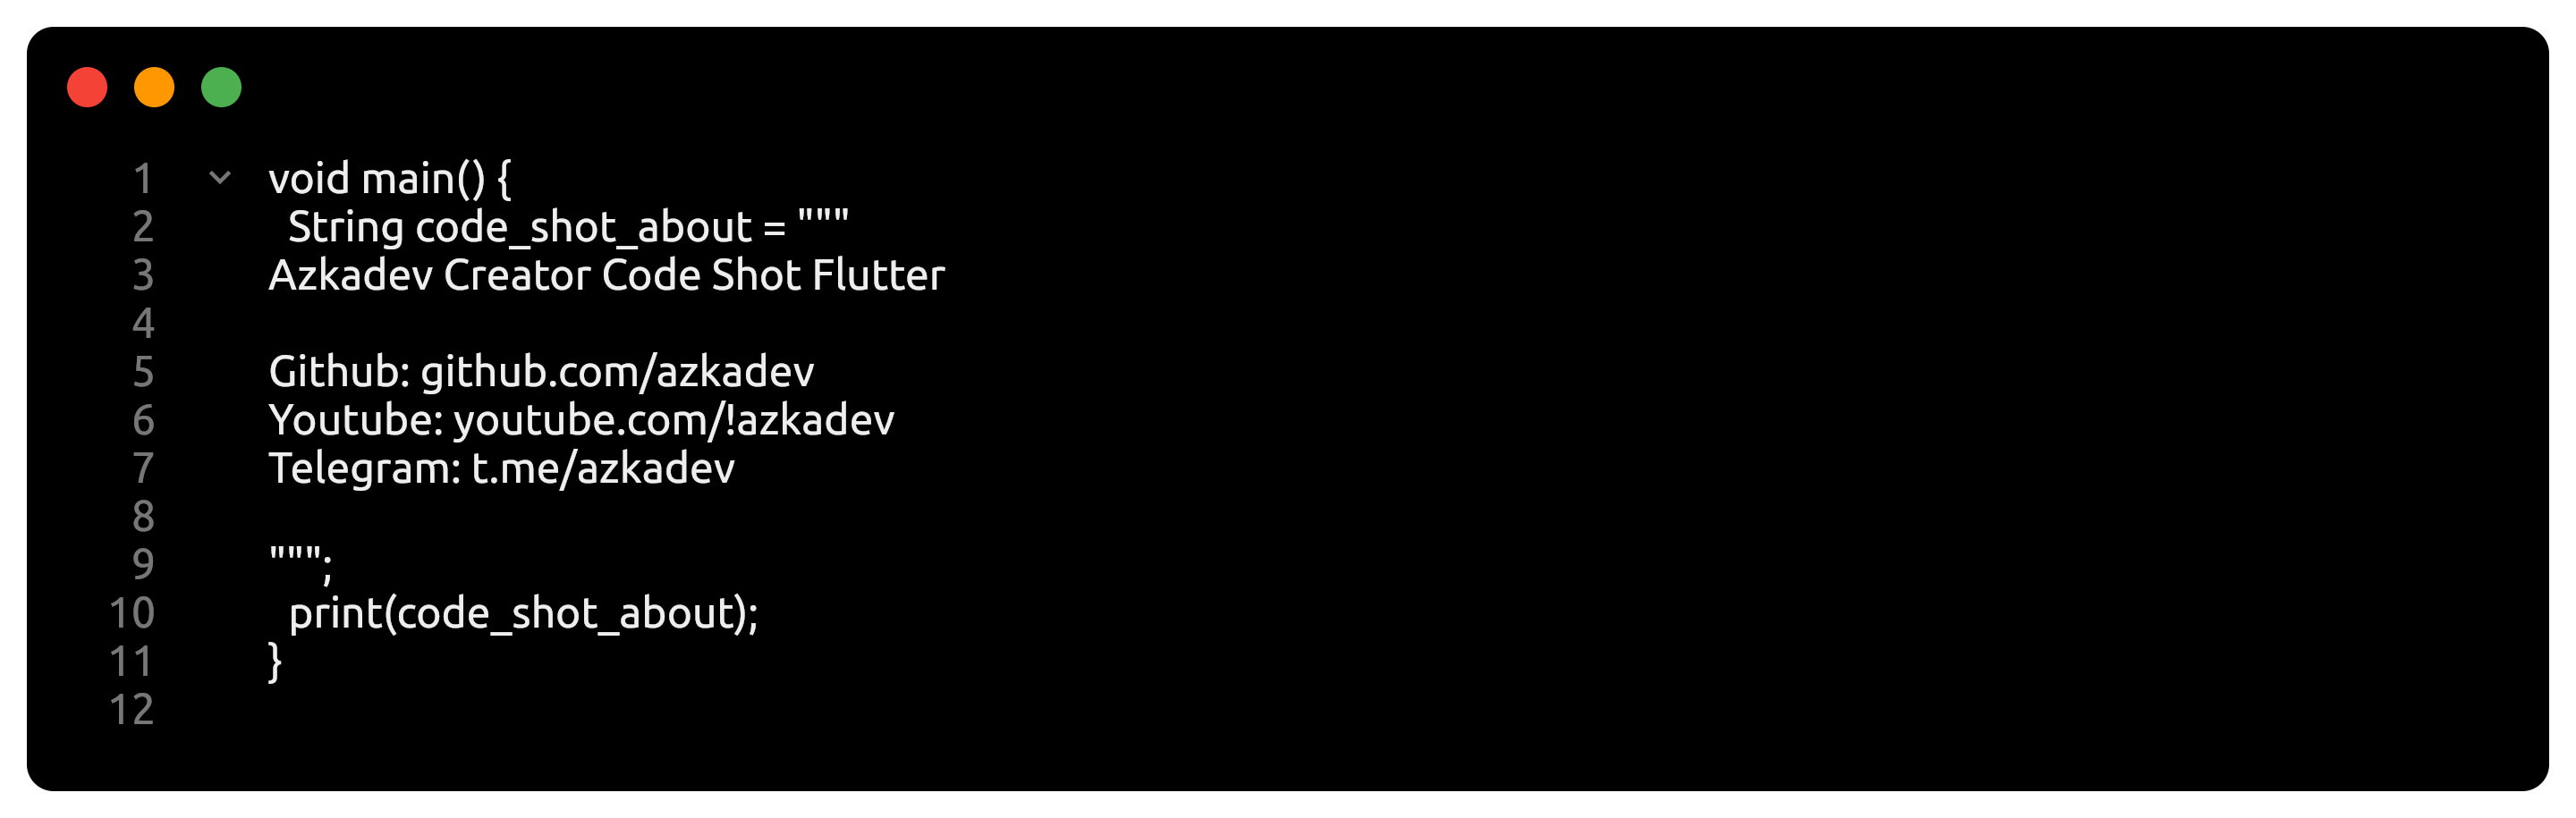 1 void main() {
2   String code_shot_about = """
3 Azkadev Creator Code Shot Flutter
4
5 Github: github.com/azkadev
6 Youtube: youtube.com/!azkadev
7 Telegram: t.me/azkadev
8
9 """;
10   print(code_shot_about);
11 }
12